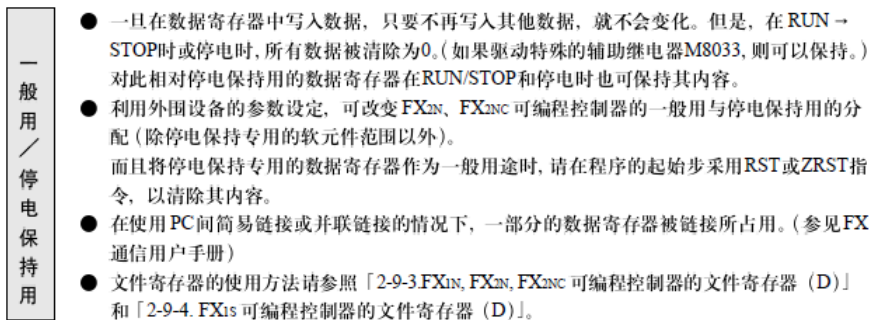 一般用／停电保持用
● 一旦在数据寄存器中写入数据，只要不再写入其他数据，就不会变化。但是，在 RUN →
STOP时或停电时，所有数据被清除为0。（如果驱动特殊的辅助继电器M8033，则可以保持。）
对此相对停电保持用的数据寄存器在RUN/STOP和停电时也可保持其内容。
● 利用外围设备的参数设定，可改变 FX2N、FX2NC 可编程控制器的一般用与停电保持用的分
配（除停电保持专用的软元件范围以外）。
而且将停电保持专用的数据寄存器作为一般用途时，请在程序的起始步采用RST或ZRST指
令，以清除其内容。
● 在使用 PC间简易链接或并联链接的情况下，一部分的数据寄存器被链接所占用。（参见FX
通信用户手册）
● 文件寄存器的使用方法请参照「2-9-3.FX1N, FX2N, FX2NC 可编程控制器的文件寄存器（D）」
和「2-9-4. FX1S 可编程控制器的文件寄存器（D）」。